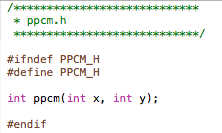 /****************************
 * ppcm.h
 ****************************/

#ifndef PPCM_H
#define PPCM_H

int ppcm(int x, int y);

#endif